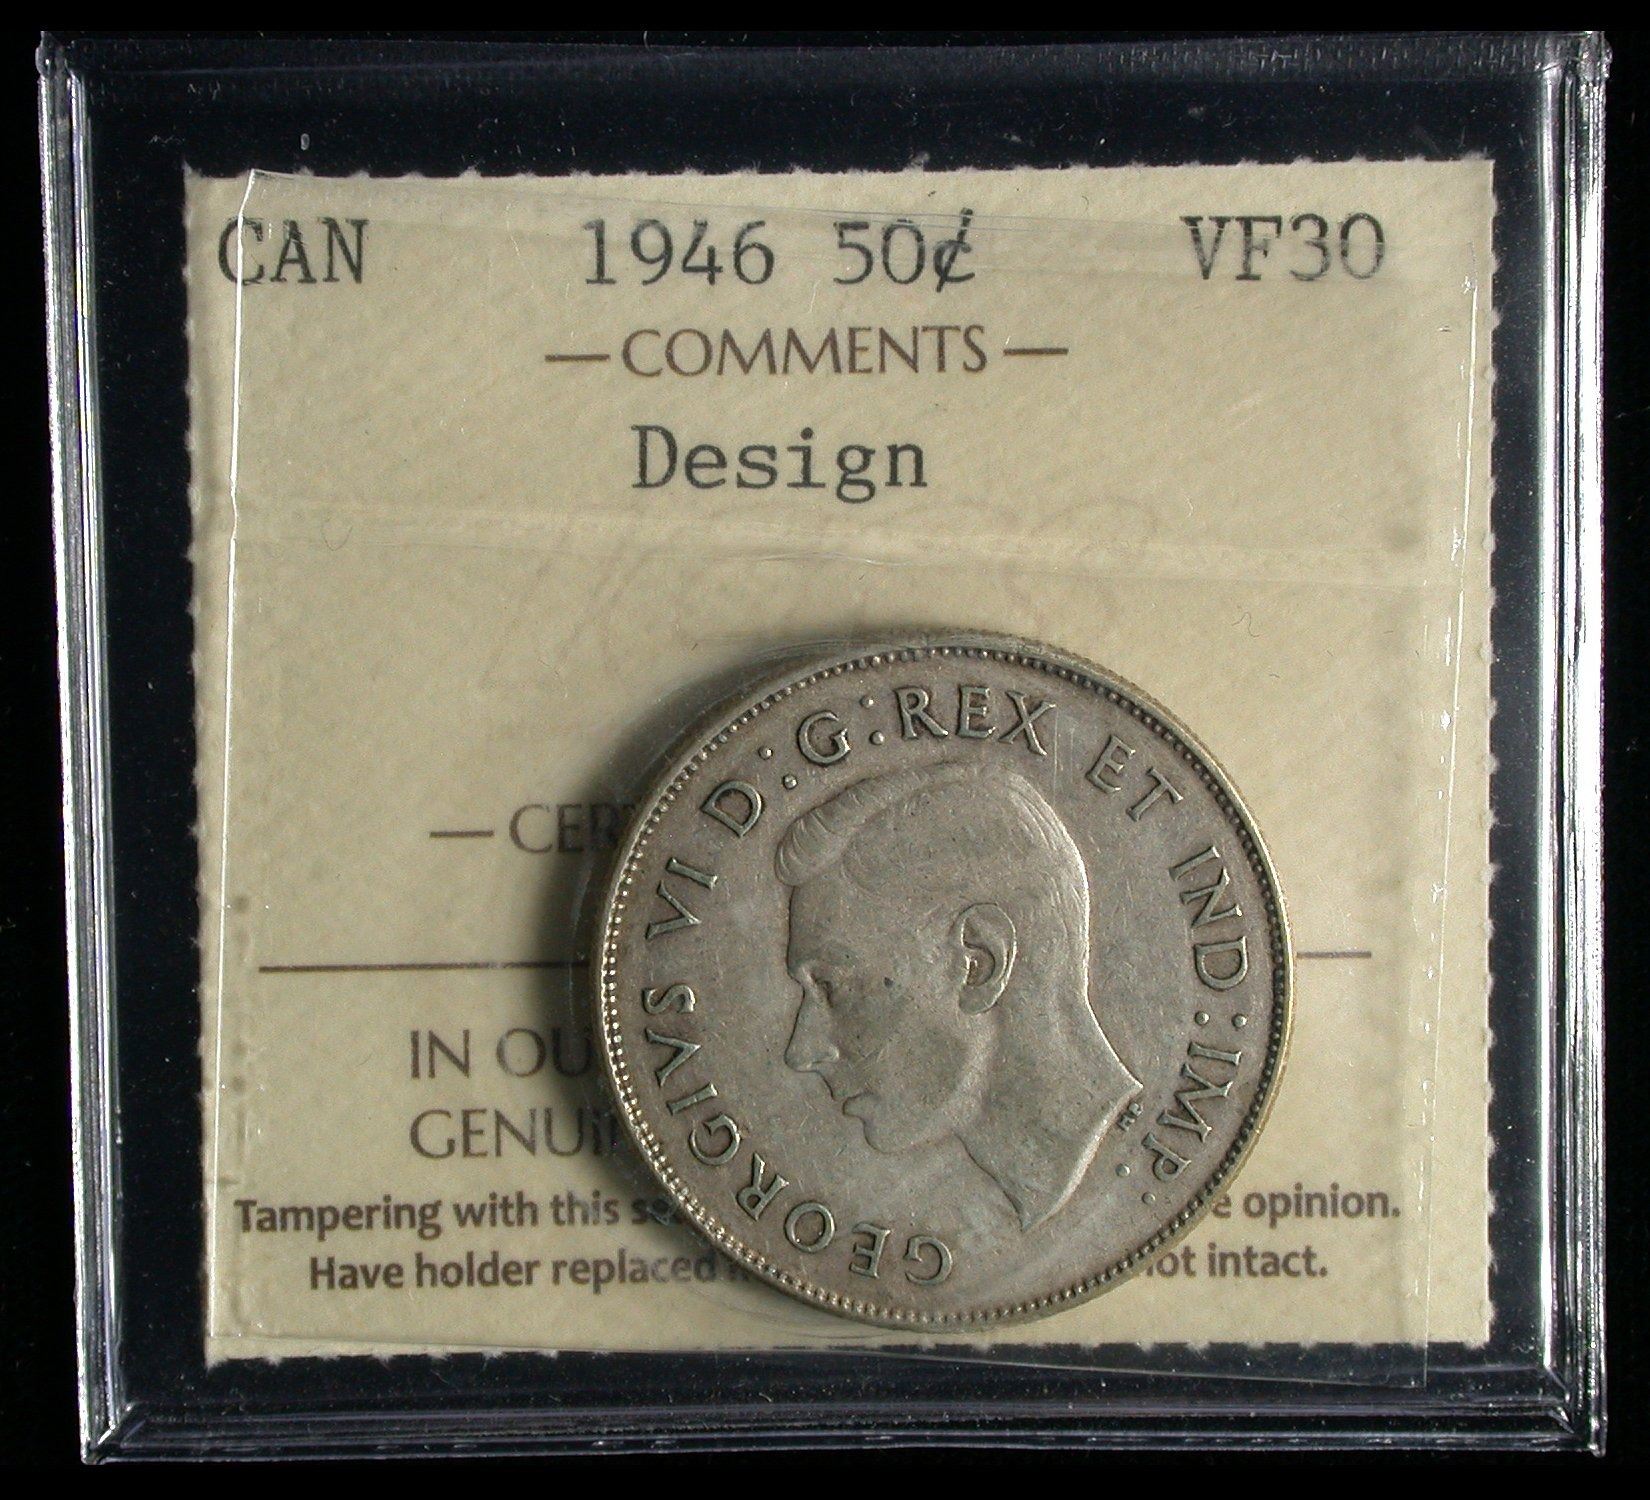 CAN 1946 50¢ VF30
—COMMENTS—
Design
—CER
IN OU
GENUI
Tampering with this s e opinion.
Have holder replaced not intact.
GEORGIVS VI D:G:REX ET IND:IMP.
HP